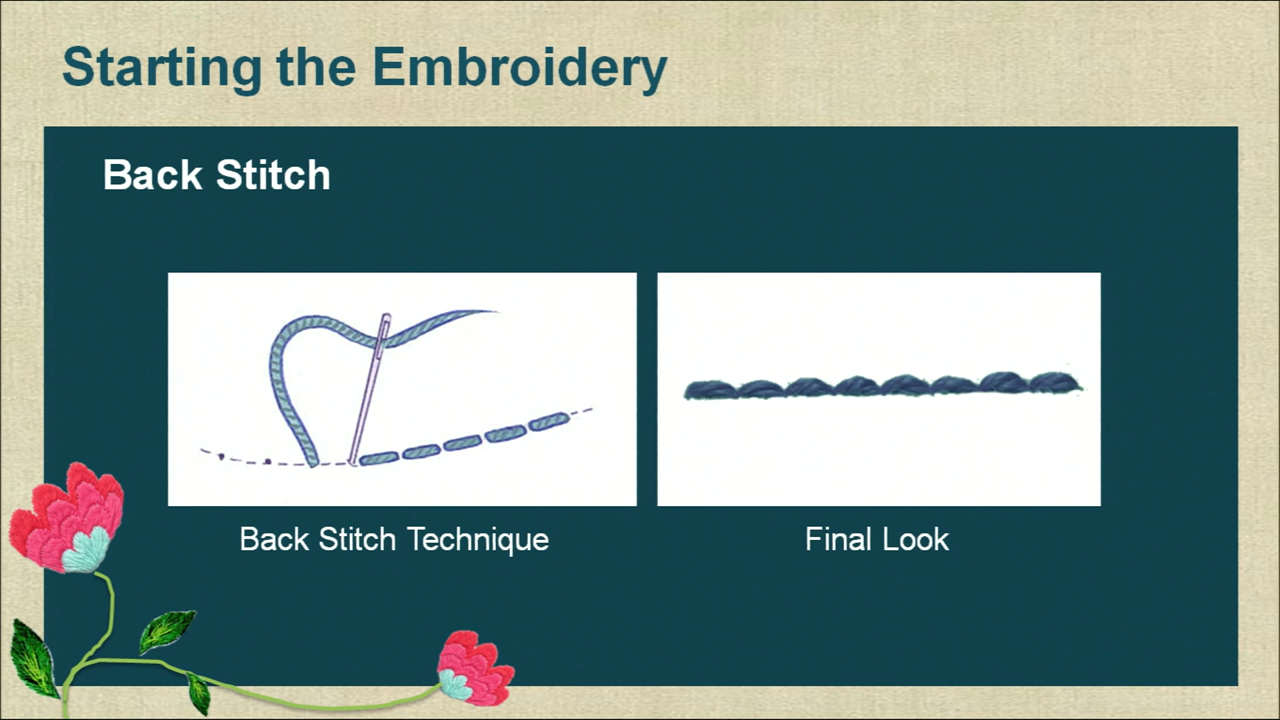 Starting the Embroidery
Back Stitch
Back Stitch Technique
Final Look